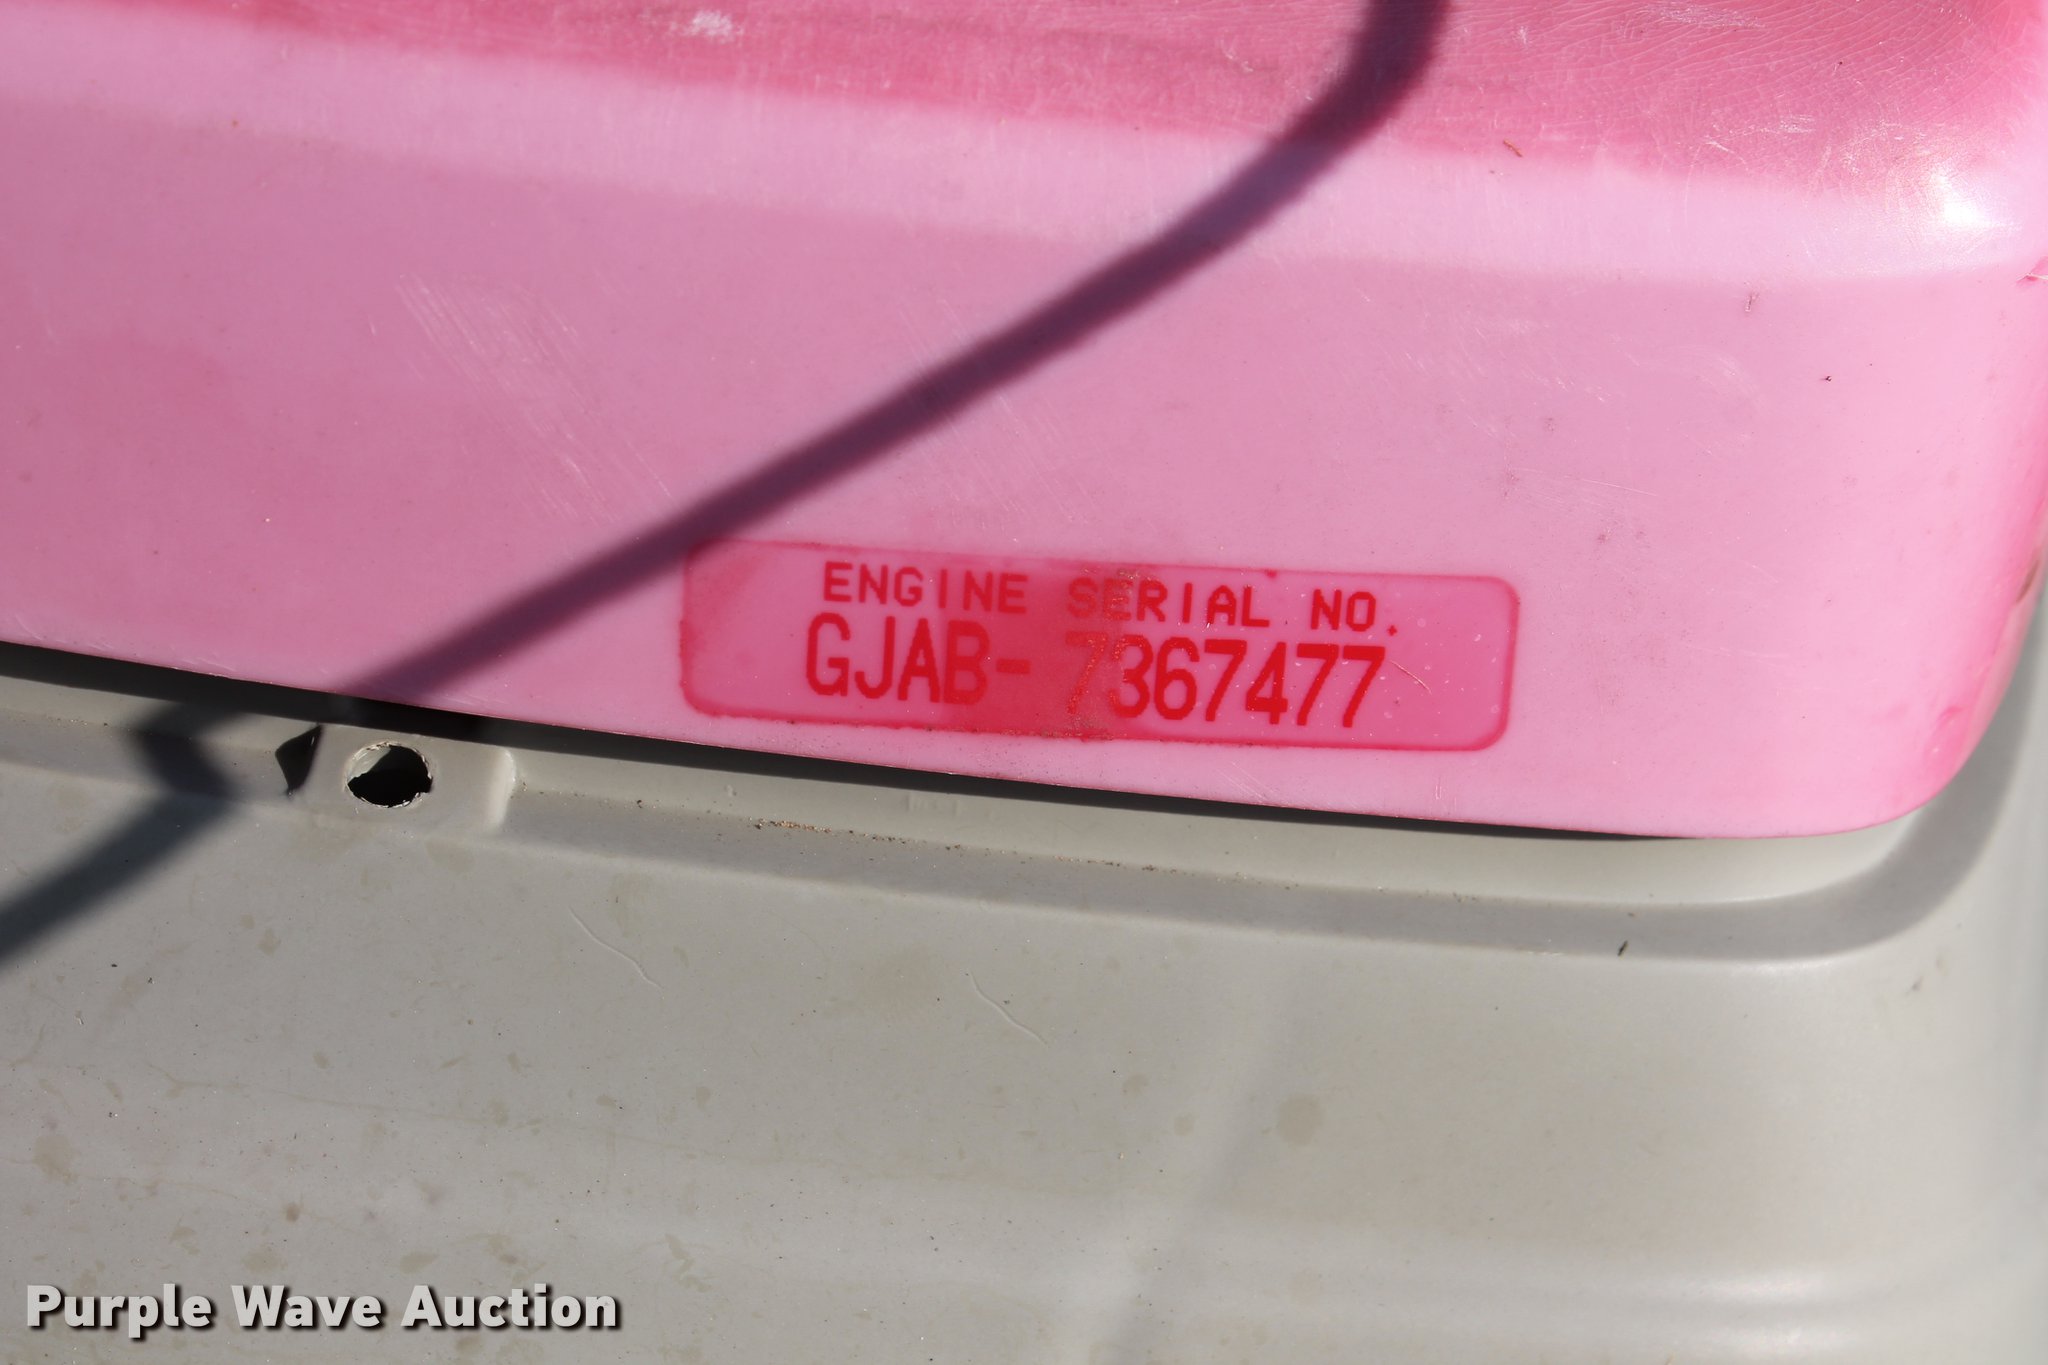 ENGINE SERIAL NO.
GJAB- 7367477
Purple Wave Auction